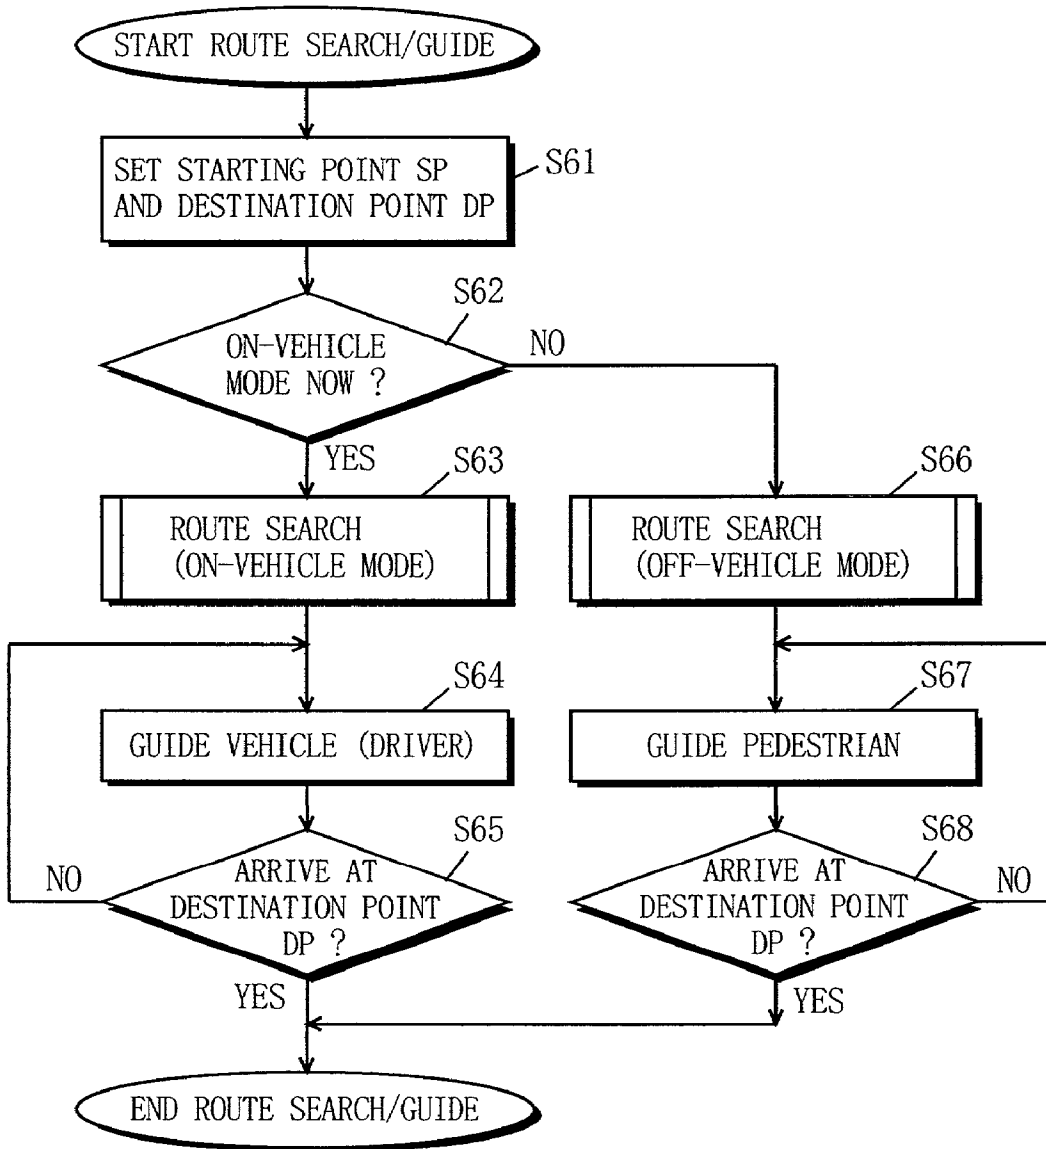 START ROUTE SEARCH/GUIDE
SET STARTING POINT SP
AND DESTINATION POINT DP
S61
S62
ON-VEHICLE
MODE NOW ?
NO
YES
S63
ROUTE SEARCH
(ON-VEHICLE MODE)
S66
ROUTE SEARCH
(OFF-VEHICLE MODE)
S64
GUIDE VEHICLE (DRIVER)
S67
GUIDE PEDESTRIAN
S65
ARRIVE AT
DESTINATION POINT
DP ?
NO
YES
S68
ARRIVE AT
DESTINATION POINT
DP ?
NO
YES
END ROUTE SEARCH/GUIDE